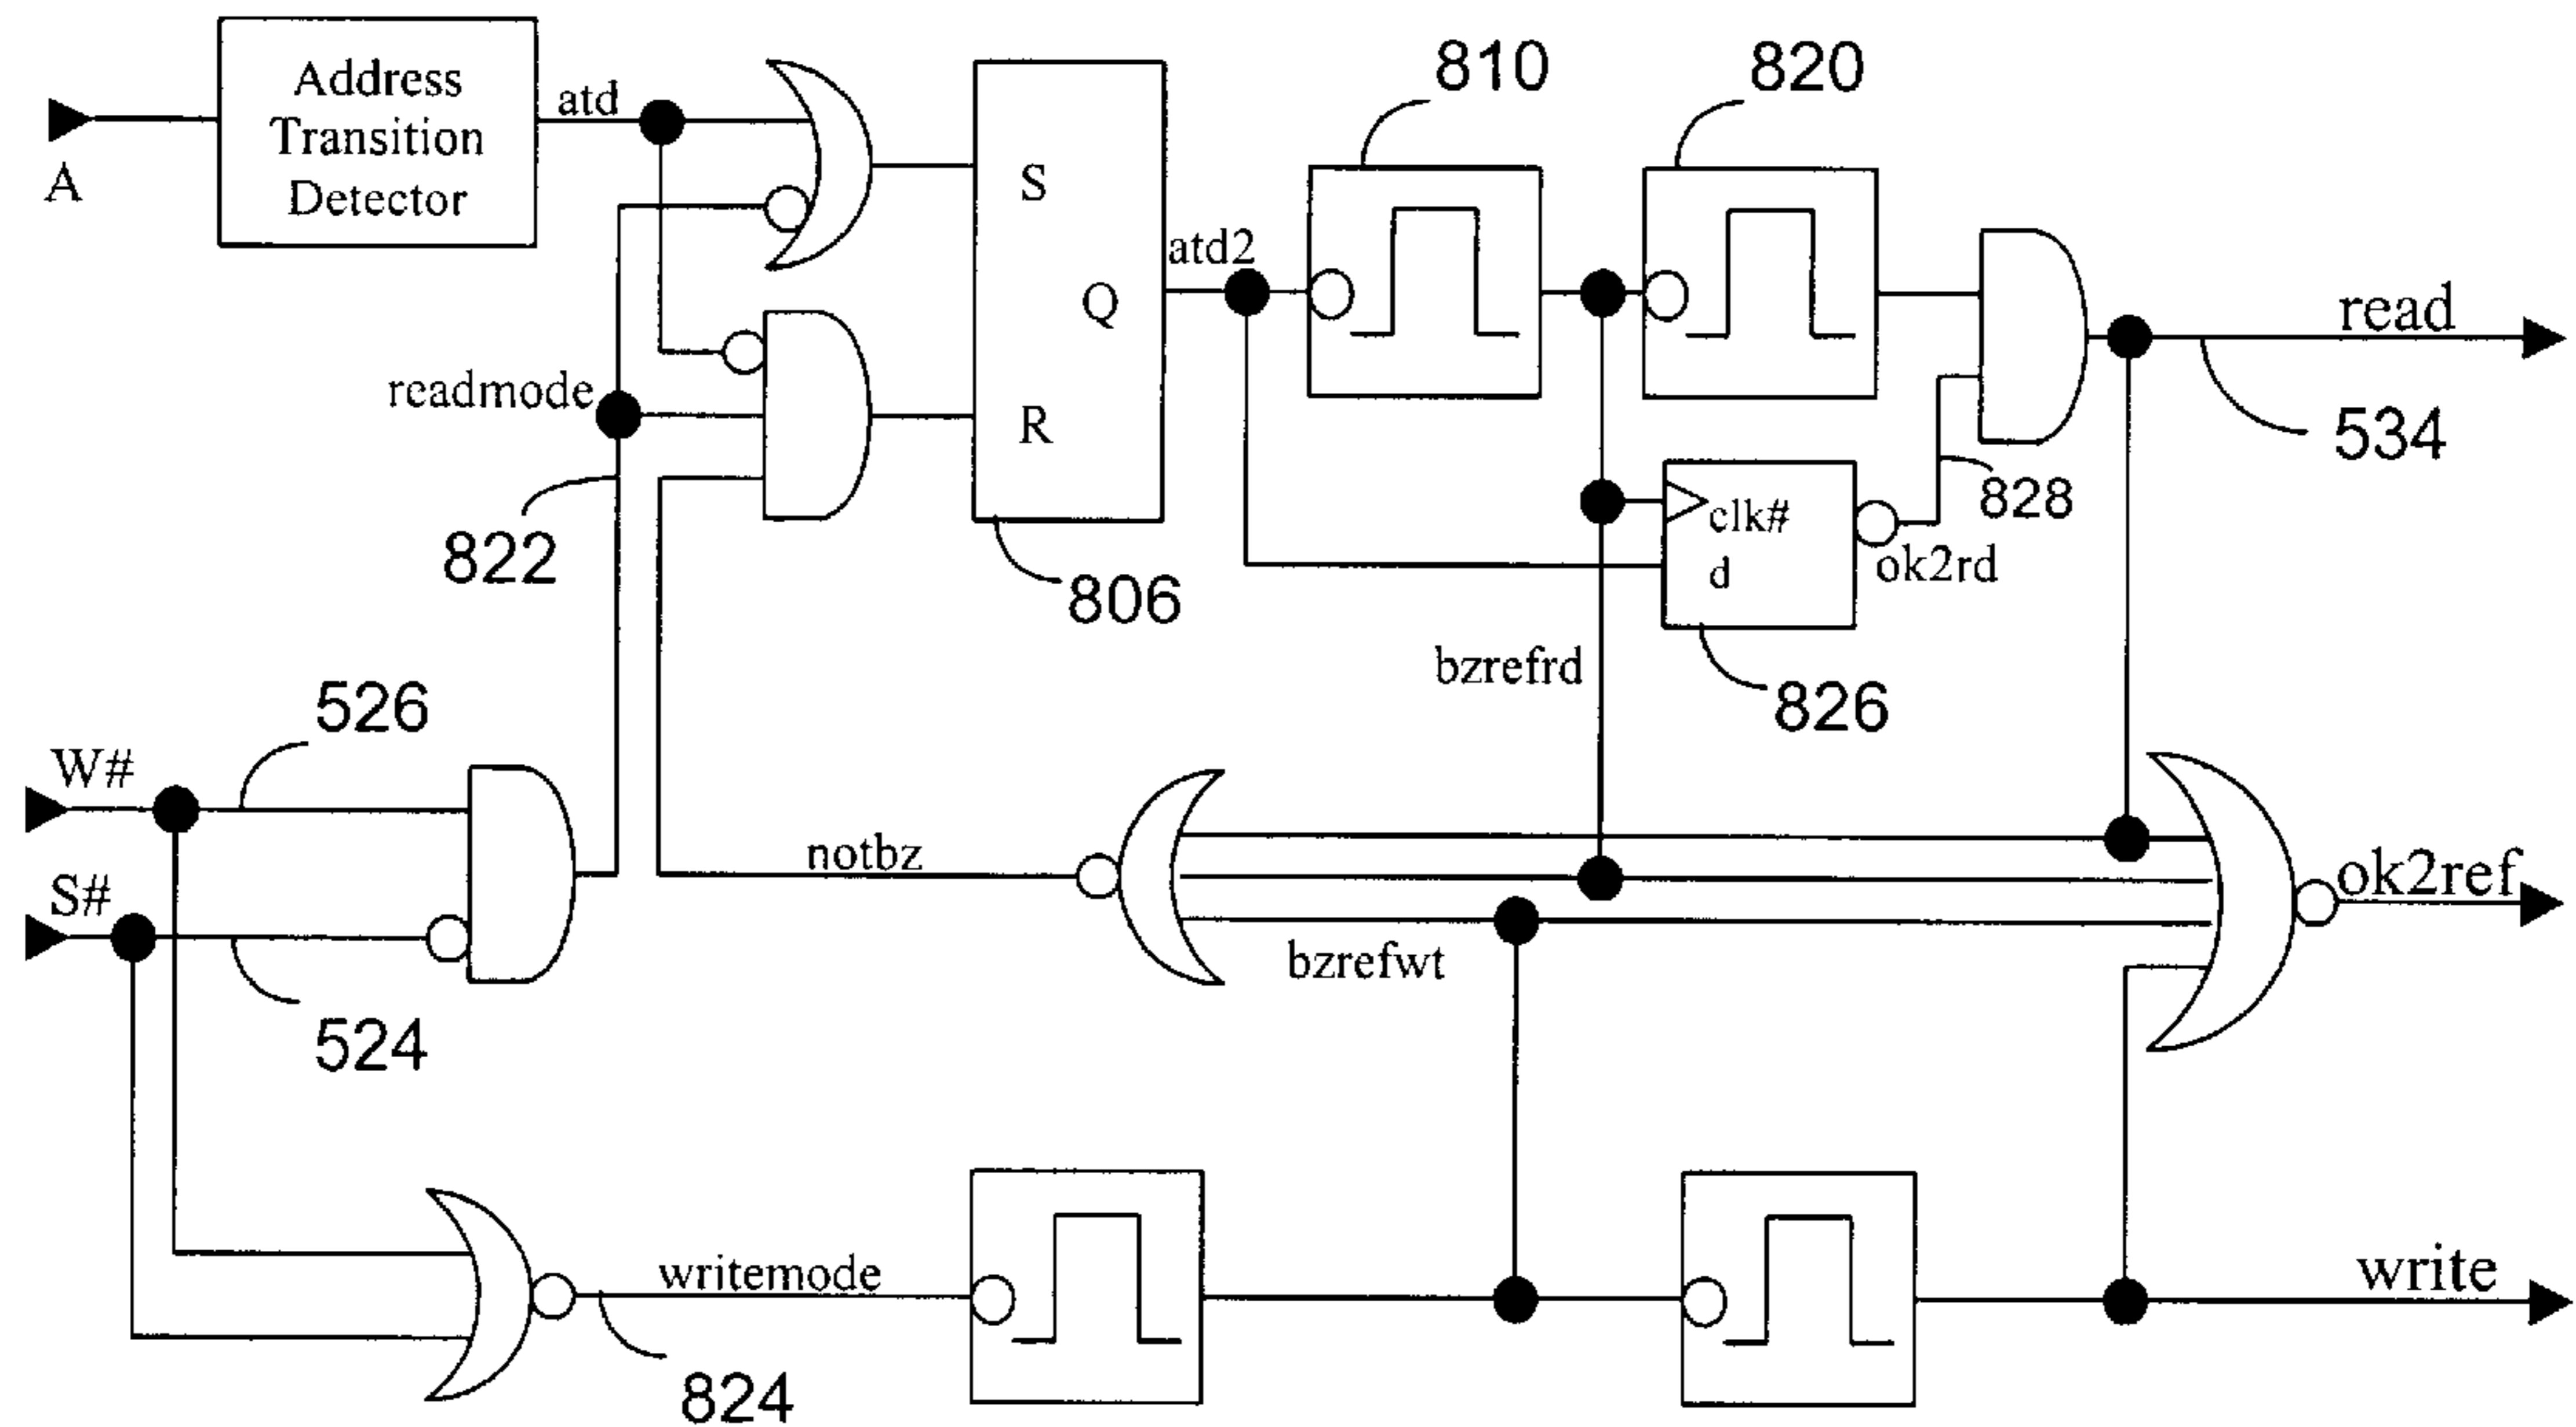 810
820
Address
Transition
Detector
atd
A
S
atd2
Q
read
readmode
R
534
clk#
828
822
806
d
ok2rd
bzrefrd
826
526
W#
notbz
S#
ok2ref
bzrefwt
524
writemode
write
824